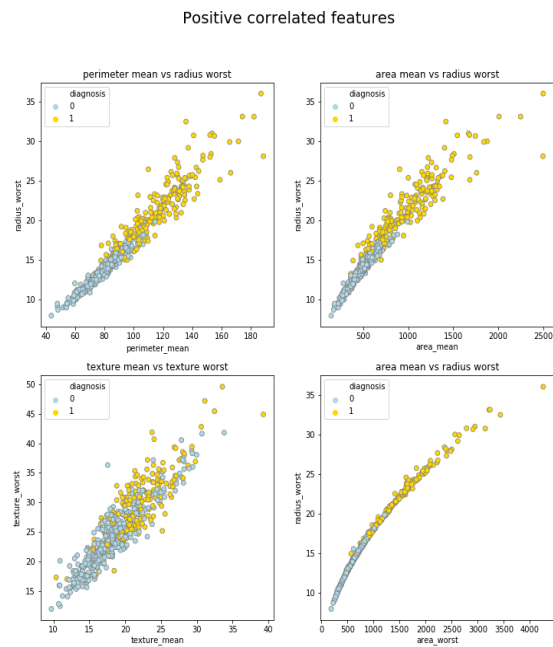 Positive correlated features
perimeter mean vs radius worst
diagnosis
0
1
35
30
25
20
15
10
radius_worst
40 60 80 100 120 140 160 180
perimeter_mean
area mean vs radius worst
diagnosis
0
1
35
30
25
20
15
10
radius_worst
500 1000 1500 2000 2500
area_mean
texture mean vs texture worst
diagnosis
0
1
50
45
40
35
30
25
20
15
texture_worst
10 15 20 25 30 35 40
texture_mean
area mean vs radius worst
diagnosis
0
1
35
30
25
20
15
10
radius_worst
0 500 1000 1500 2000 2500 3000 3500 4000
area_worst